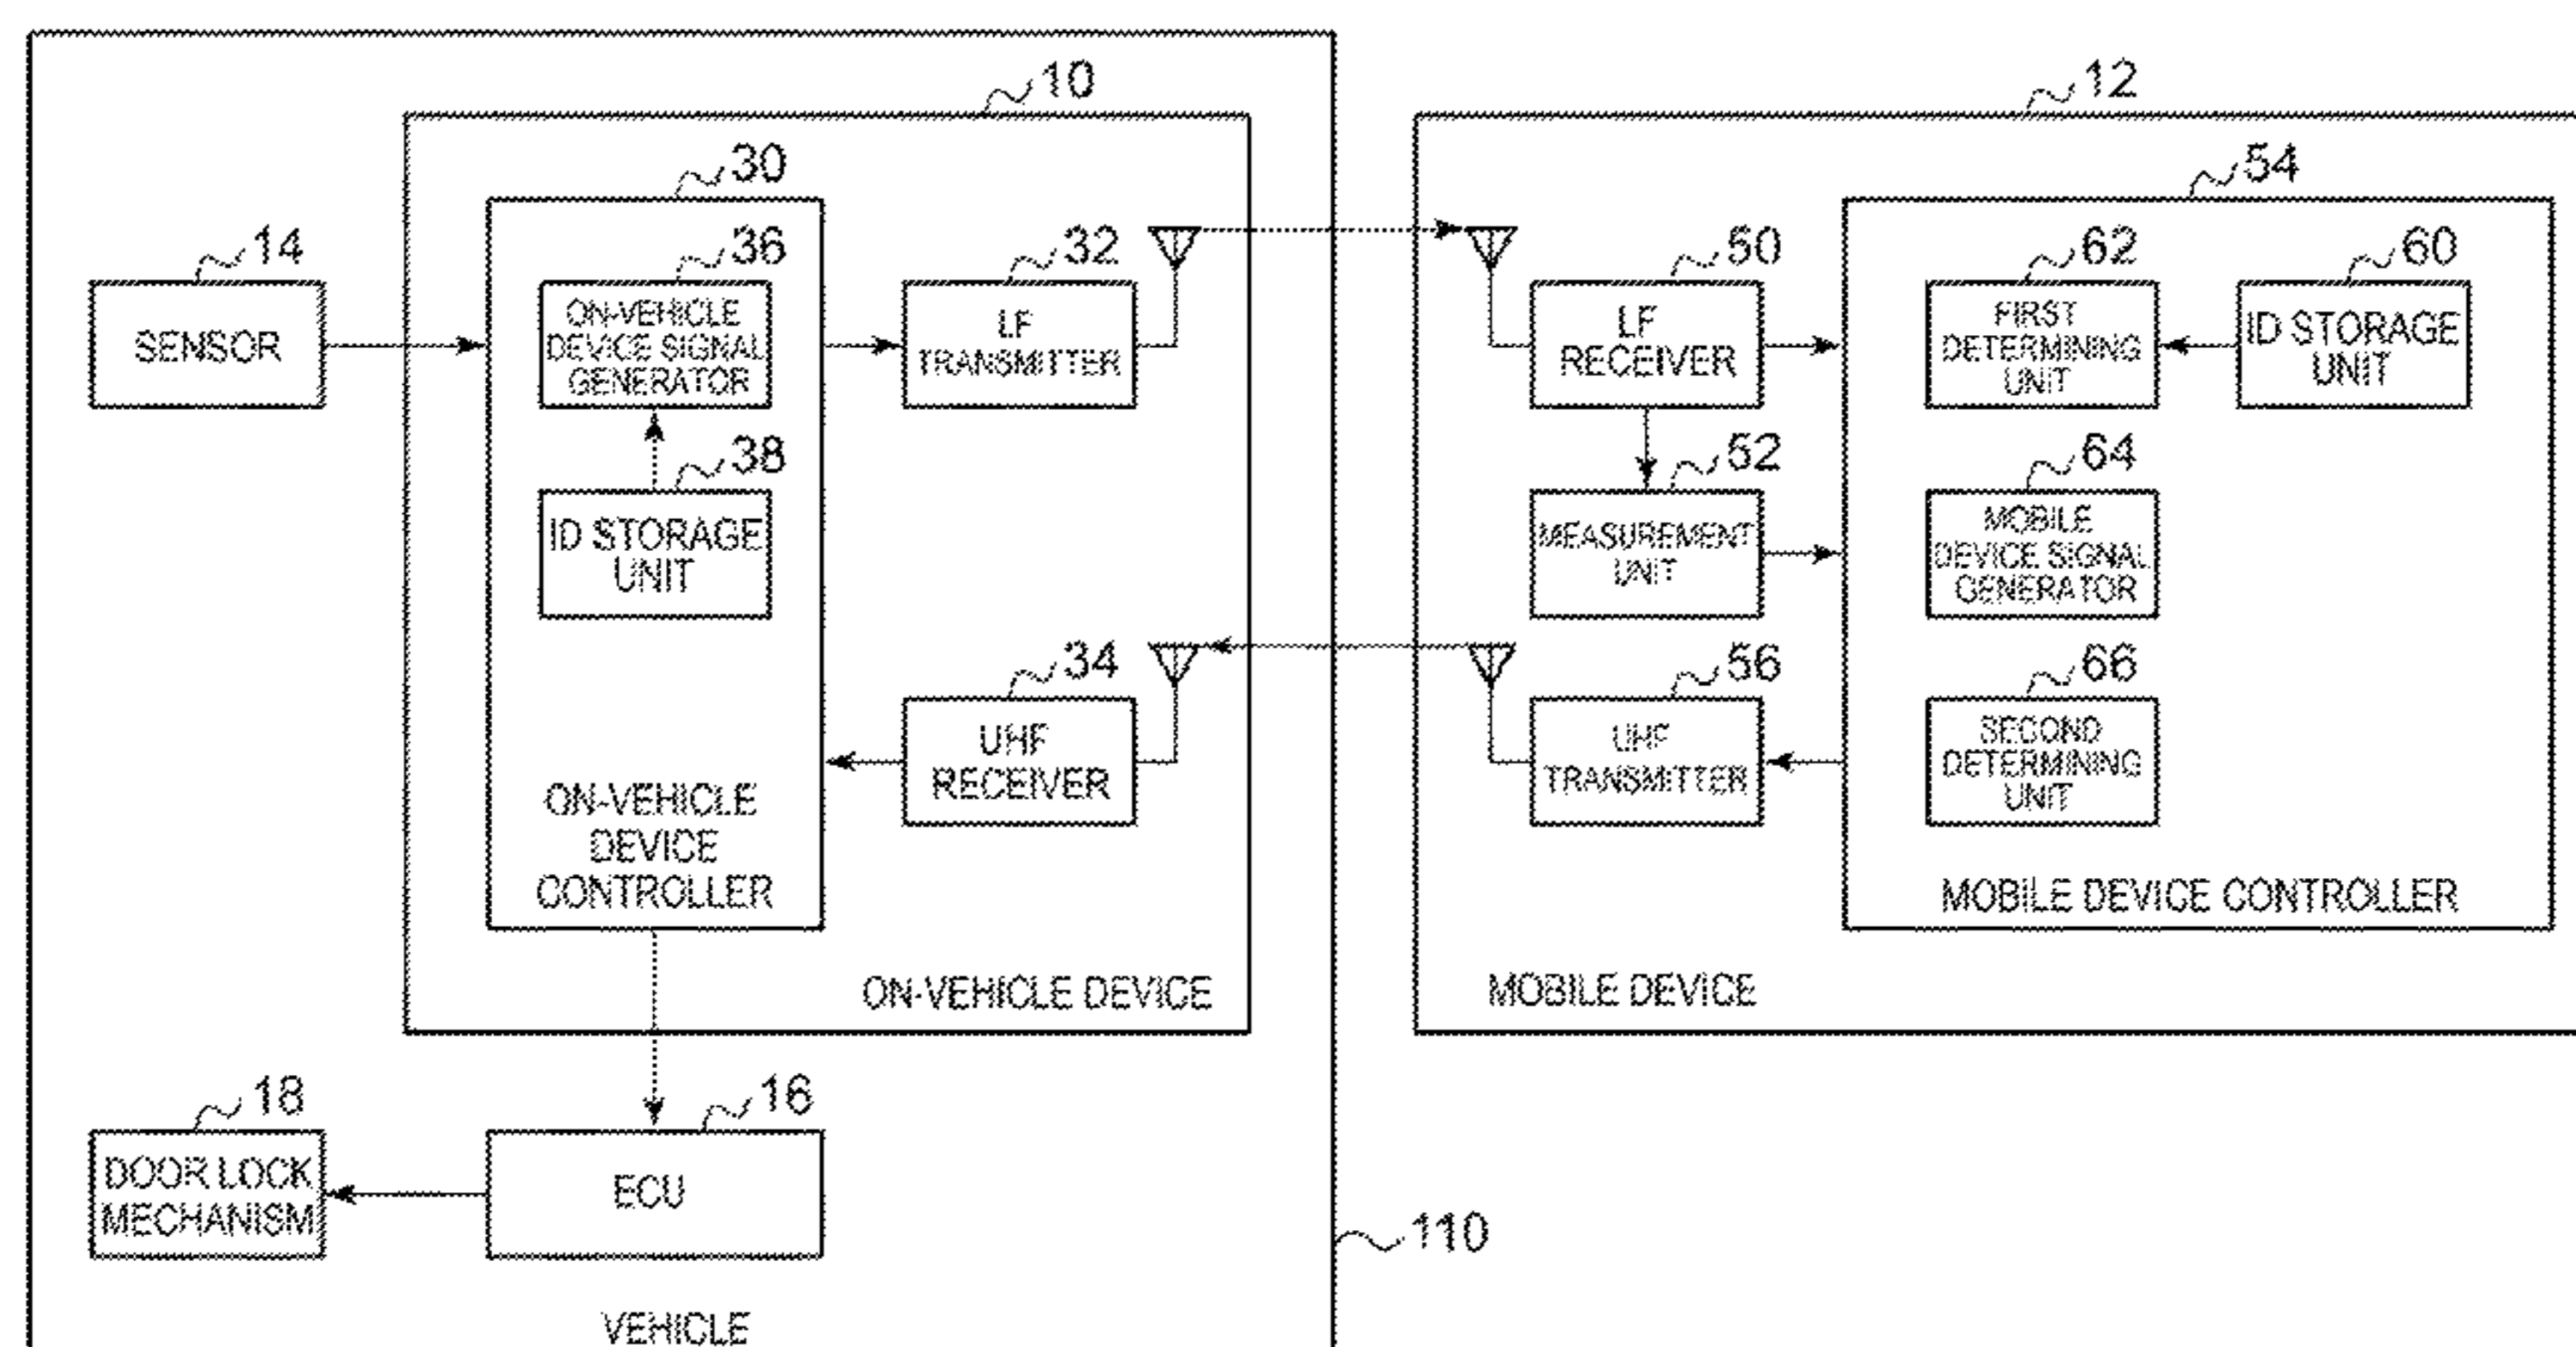 10
12
30
54
14
36
32
50
62
60
SENSOR
ON-VEHICLE
DEVICE SIGNAL
GENERATOR
LF
TRANSMITTER
LF
RECEIVER
FIRST
DETERMINING
UNIT
ID STORAGE
UNIT
38
52
64
ID STORAGE
UNIT
MEASUREMENT
UNIT
MOBILE
DEVICE SIGNAL
GENERATOR
34
56
66
UHF
RECEIVER
UHF
TRANSMITTER
SECOND
DETERMINING
UNIT
ON-VEHICLE
DEVICE
CONTROLLER
MOBILE DEVICE CONTROLLER
ON-VEHICLE DEVICE
MOBILE DEVICE
18
16
DOOR LOCK
MECHANISM
ECU
110
VEHICLE